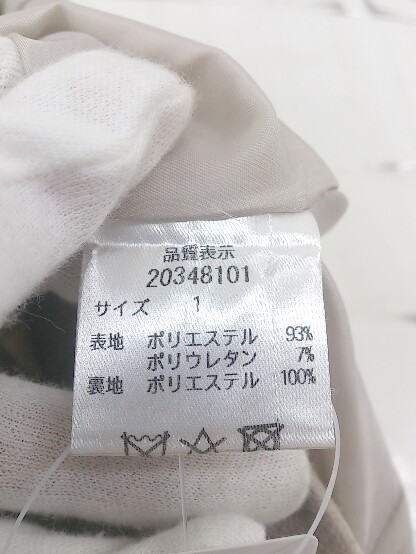 品質表示
20348101
サイズ 1
表地 ポリエステル 93%
ポリウレタン 7%
裏地 ポリエステル 100%